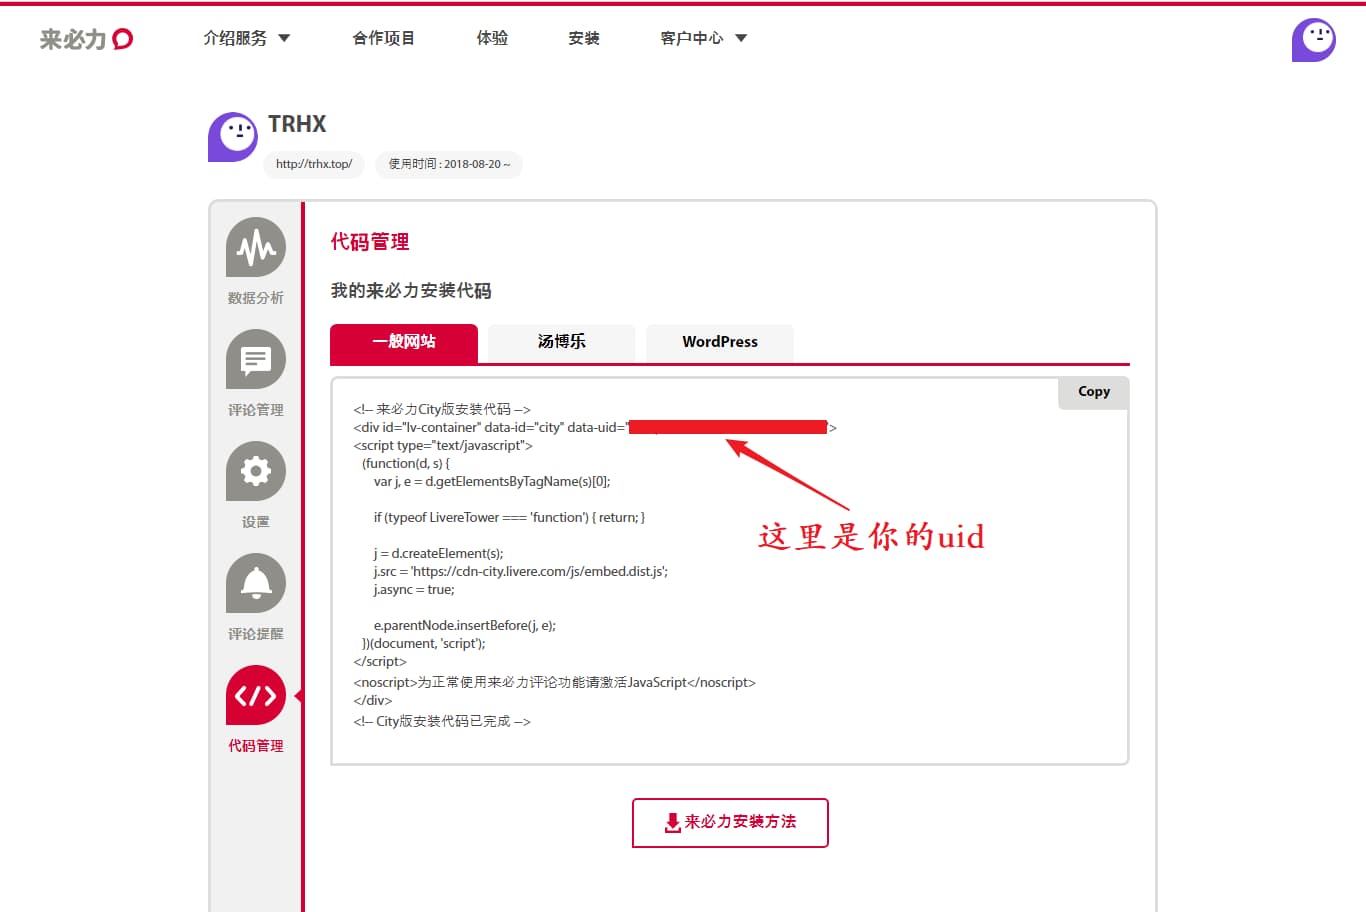 来必力
介绍服务
合作项目
体验
安装
客户中心
TRHX
http://trhx.top/
使用时间 : 2018-08-20 ~
数据分析
评论管理
设置
评论提醒
代码管理
代码管理
我的来必力安装代码
一般网站
汤博乐
WordPress
Copy
<!-- 来必力City版安装代码 -->
<div id="lv-container" data-id="city" data-uid=" ">
<script type="text/javascript">
(function(d, s) {
var j, e = d.getElementsByTagName(s)[0];
if (typeof LivereTower === 'function') { return; }
j = d.createElement(s);
j.src = 'https://cdn-city.livere.com/js/embed.dist.js';
j.async = true;
e.parentNode.insertBefore(j, e);
})(document, 'script');
</script>
<noscript>为正常使用来必力评论功能请激活JavaScript</noscript>
</div>
<!-- City版安装代码已完成 -->
这里是你的uid
来必力安装方法